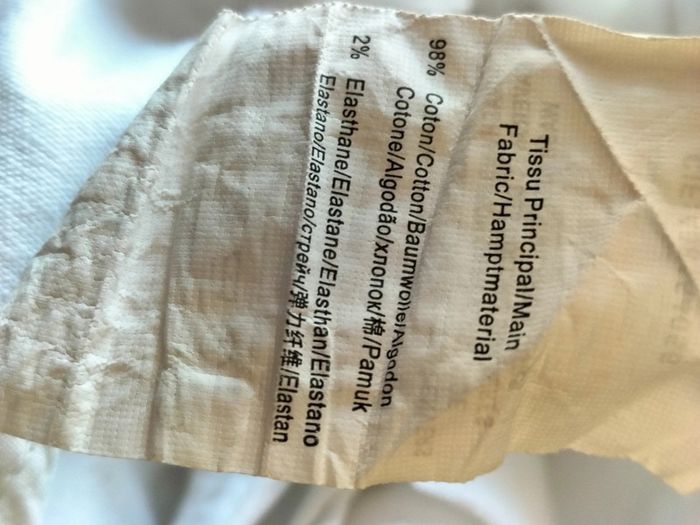 Tissu Principal/Main
Fabric/Hamptmaterial
98% Coton/Cotton/Baumwolle/Algodon
Cotone/Algodão/хлопок/棉/Pamuk
2% Elasthane/Elastane/Elasthan/Elastano
Elastano/Elastano/стрейч/弹力纤维/Elastan